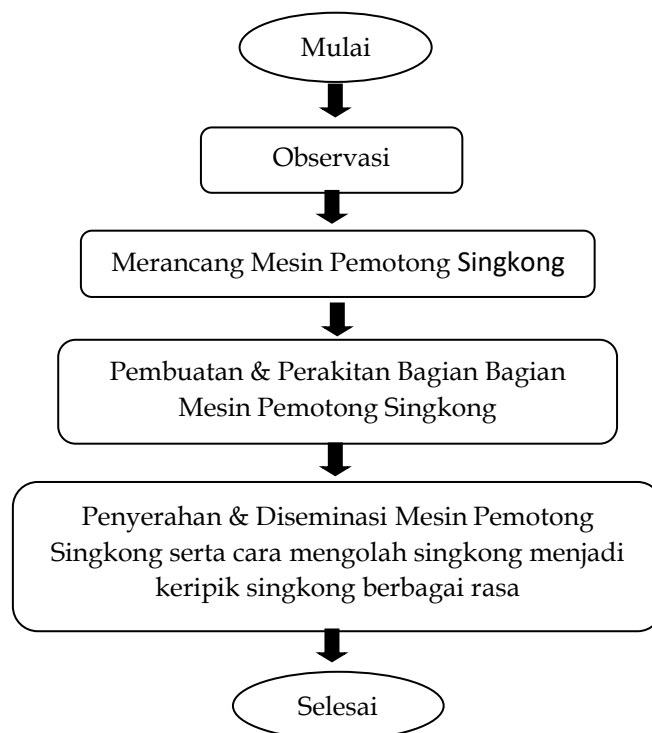 Mulai
Observasi
Merancang Mesin Pemotong Singkong
Pembuatan & Perakitan Bagian Bagian
Mesin Pemotong Singkong
Penyerahan & Diseminasi Mesin Pemotong
Singkong serta cara mengolah singkong menjadi
keripik singkong berbagai rasa
Selesai